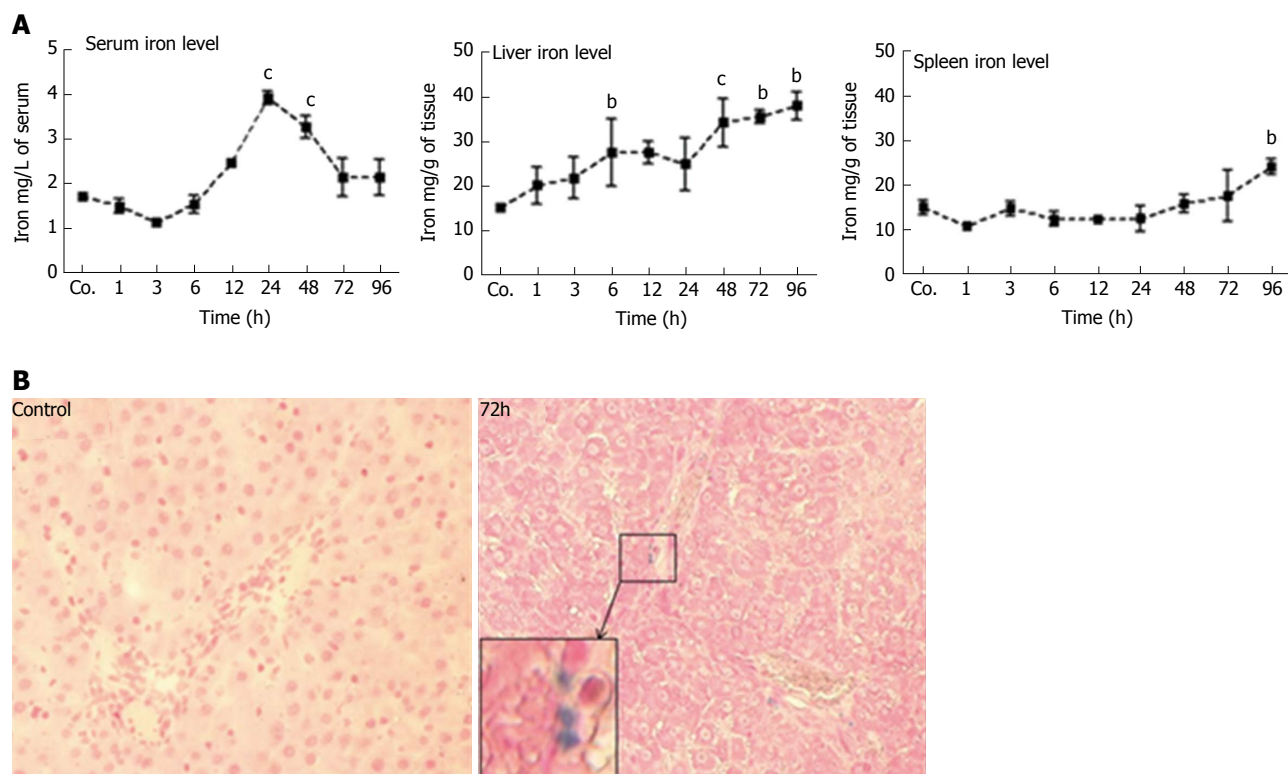 A
Serum iron level
Iron mg/L of serum
5
4
3
2
1
0
c
c
Co. 1 3 6 12 24 48 72 96
Time (h)
Liver iron level
Iron mg/g of tissue
50
40
30
20
10
0
b
c
b
b
Co. 1 3 6 12 24 48 72 96
Time (h)
Spleen iron level
Iron mg/g of tissue
50
40
30
20
10
0
b
Co. 1 3 6 12 24 48 72 96
Time (h)
B
Control
72h